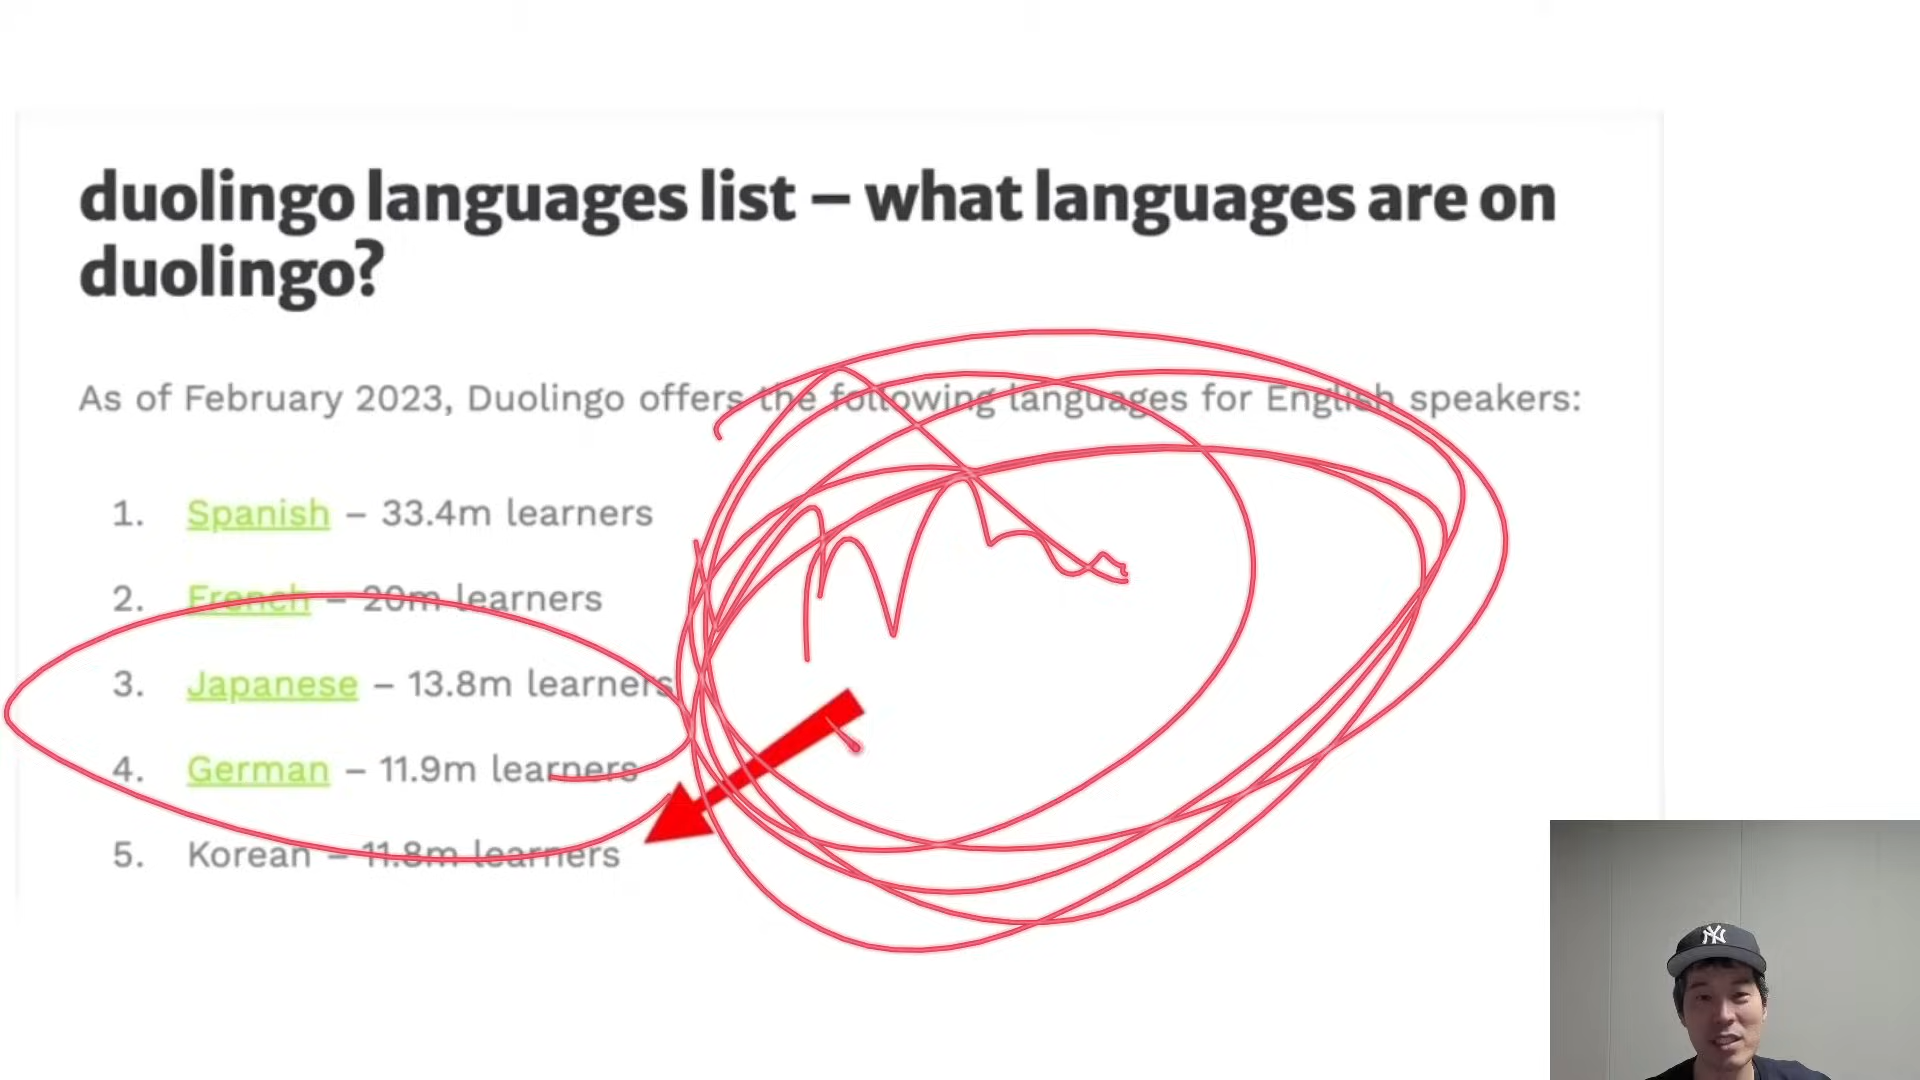 duolingo languages list – what languages are on
duolingo?
As of February 2023, Duolingo offers the following languages for English speakers:
1. Spanish – 33.4m learners
2. French – 20m learners
3. Japanese – 13.8m learners
4. German – 11.9m learners
5. Korean – 11.8m learners
NY